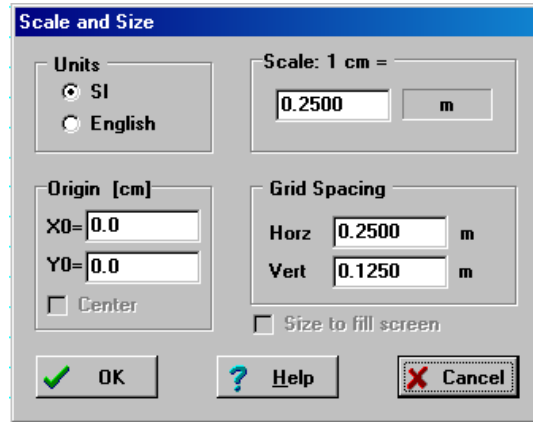 Scale and Size
Units
SI
English
Scale: 1 cm =
0.2500 m
Origin [cm]
X0= 0.0
Y0= 0.0
Center
Grid Spacing
Horz 0.2500 m
Vert 0.1250 m
Size to fill screen
OK
? Help
Cancel